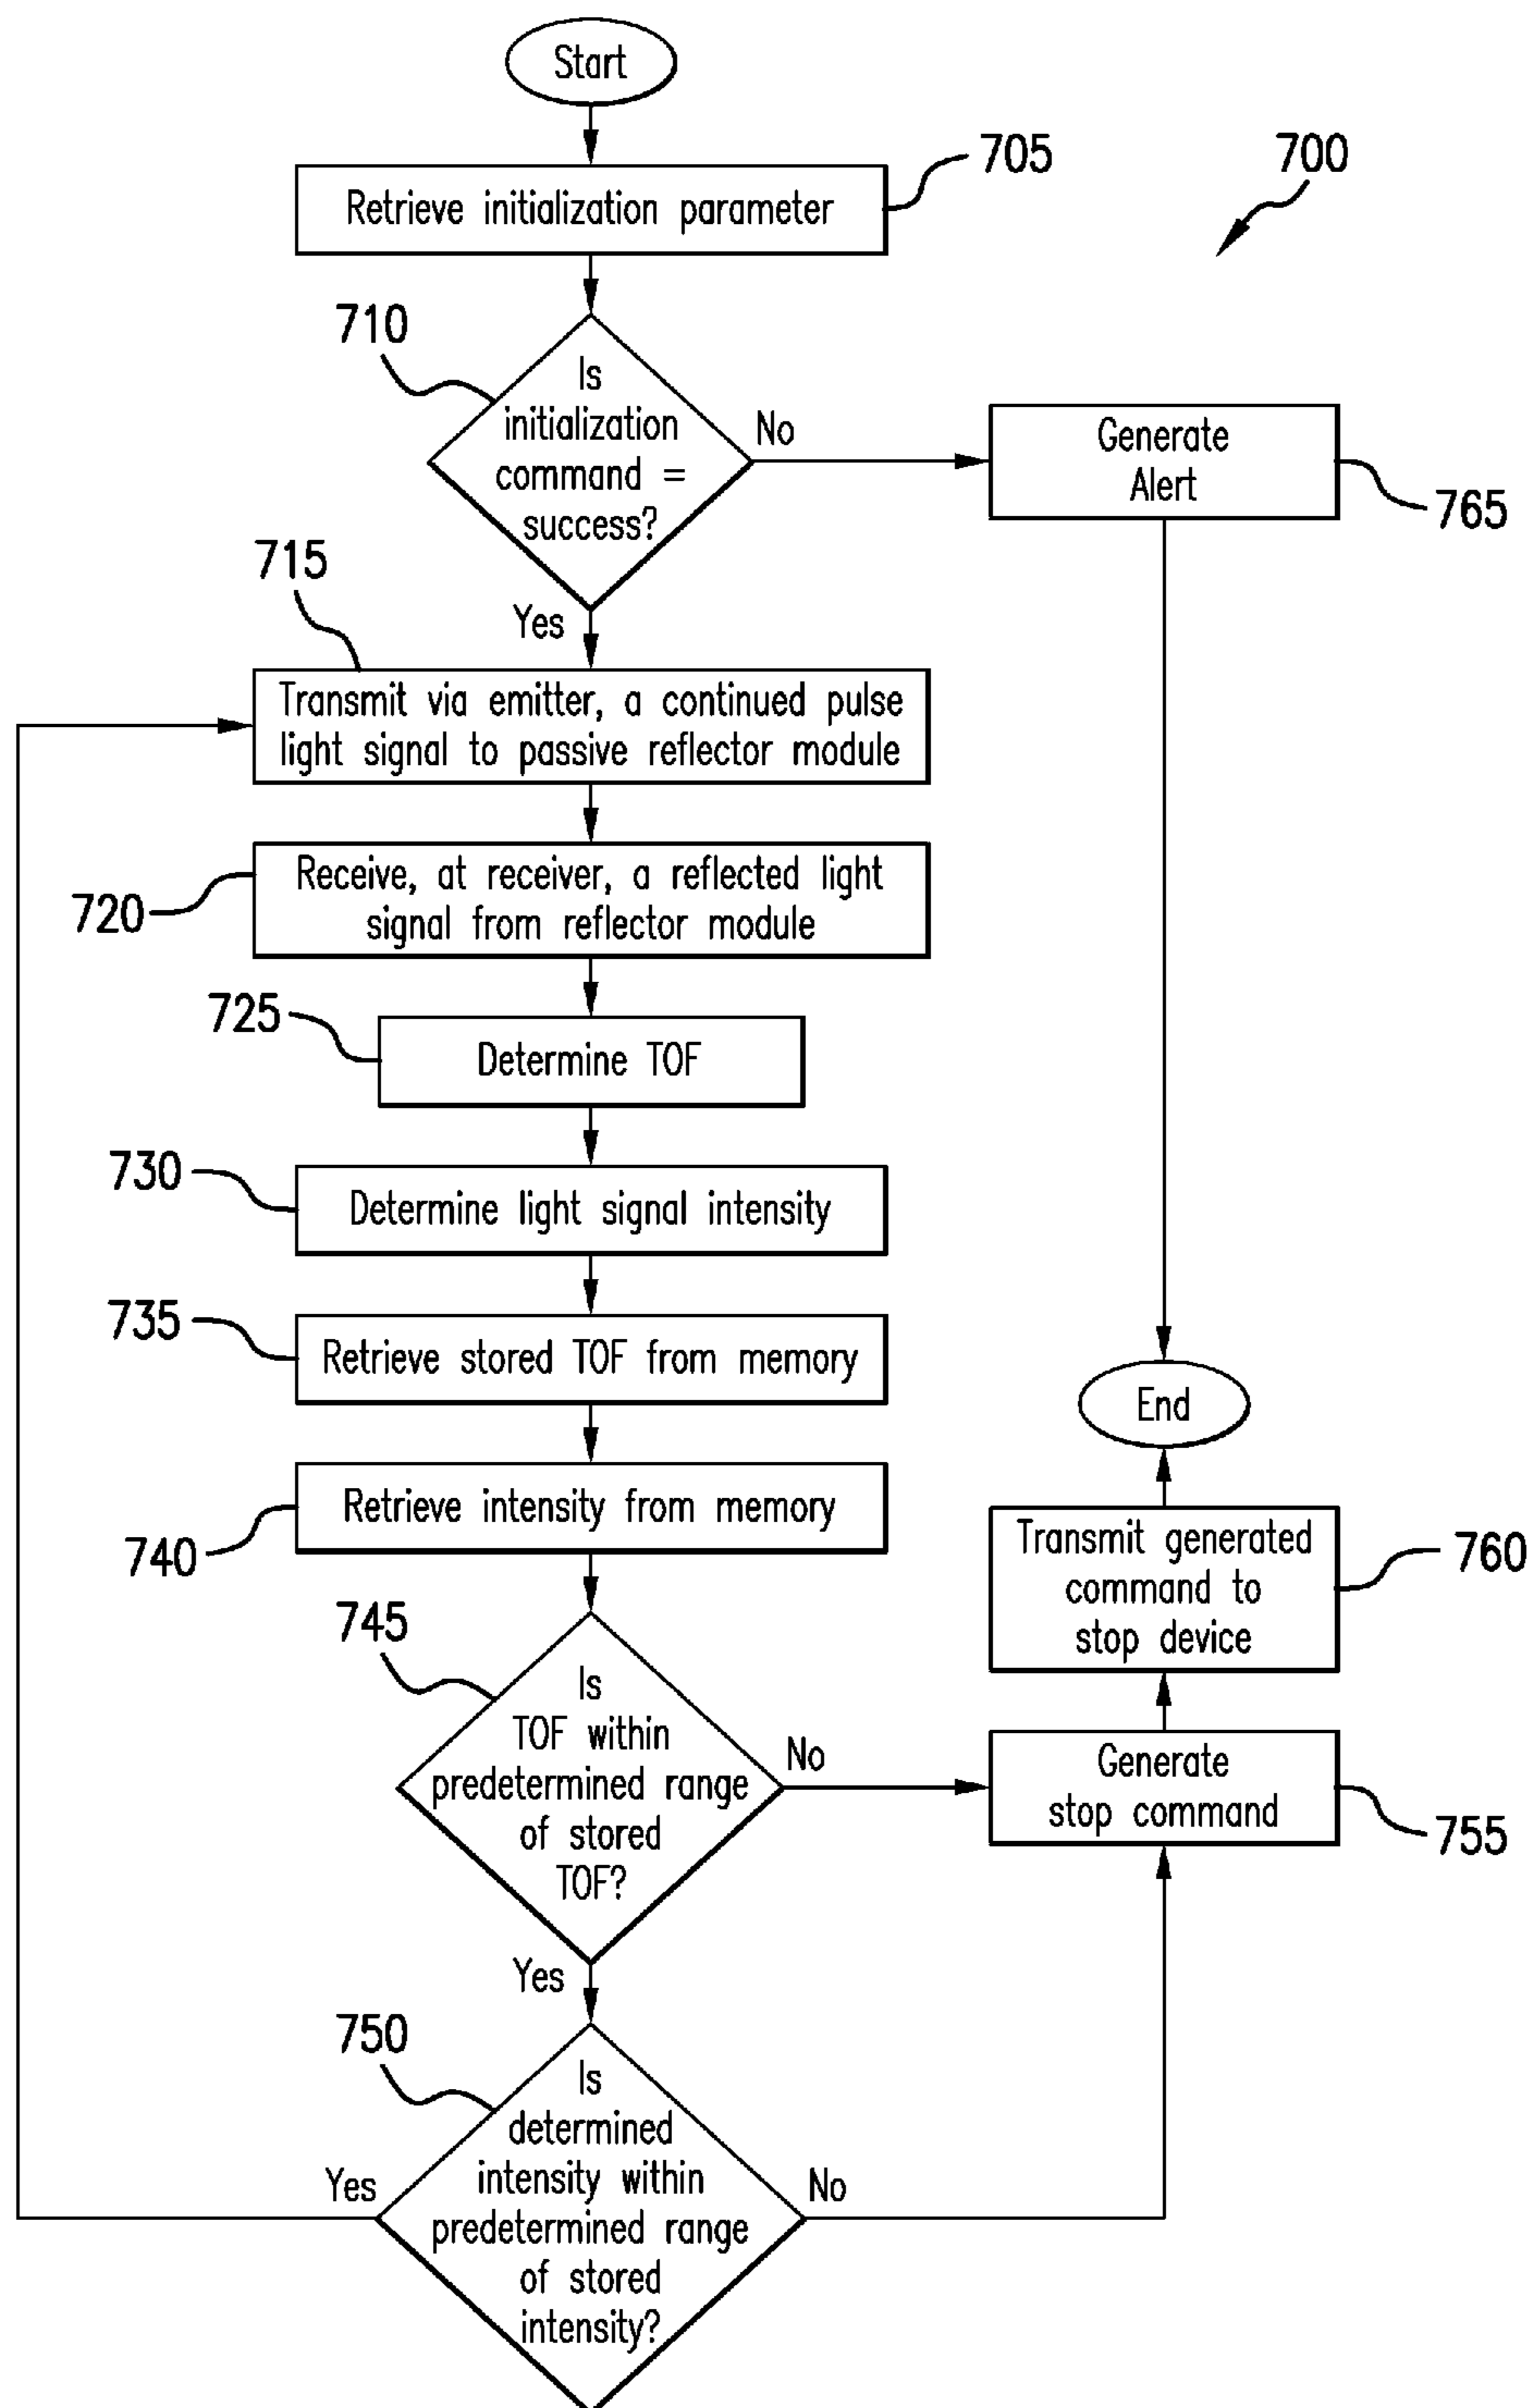 Start
Retrieve initialization parameter
705
700
710
Is
initialization
command =
success?
No
Generate
Alert
765
Yes
715
Transmit via emitter, a continued pulse
light signal to passive reflector module
Receive, at receiver, a reflected light
signal from reflector module
720
725
Determine TOF
730
Determine light signal intensity
735
Retrieve stored TOF from memory
End
Retrieve intensity from memory
740
Transmit generated
command to
stop device
760
745
Is
TOF within
predetermined range
of stored
TOF?
No
Generate
stop command
755
Yes
750
Is
determined
intensity within
predetermined range
of stored
intensity?
Yes
No